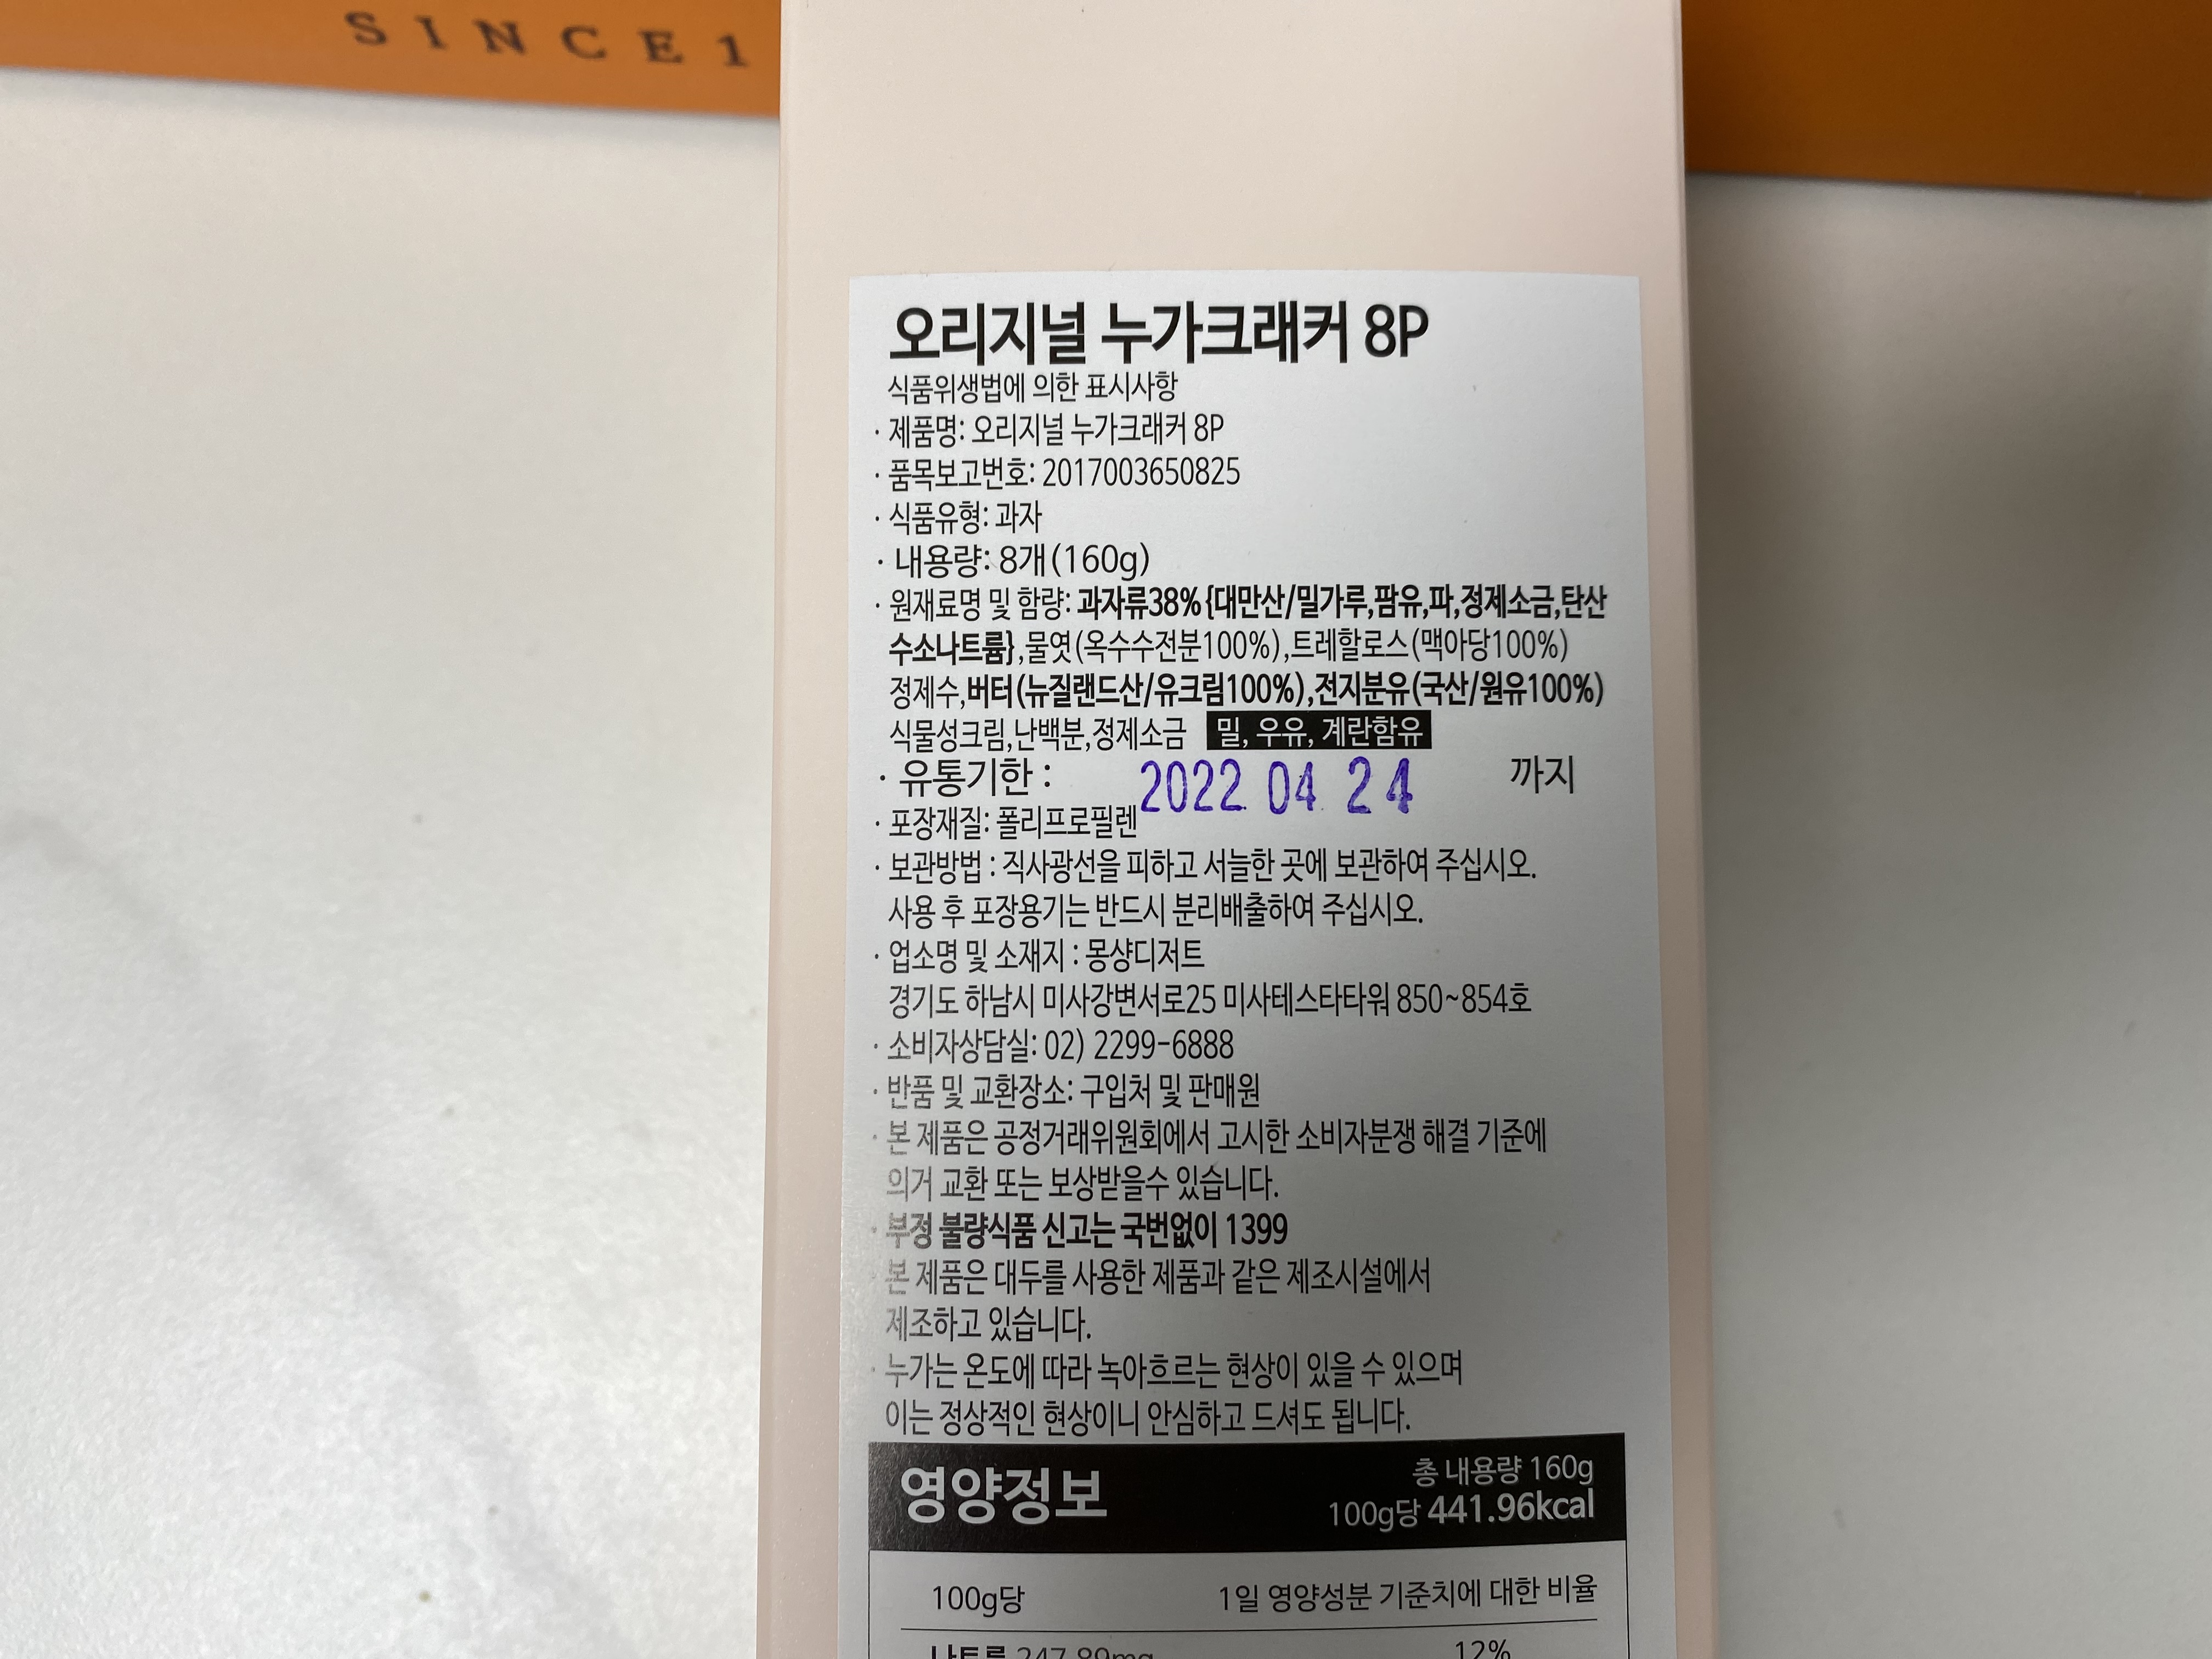 SINCE1
오리지널 누가크래커 8P
식품위생법에 의한 표시사항
· 제품명: 오리지널 누가크래커 8P
· 품목보고번호: 2017003650825
· 식품유형: 과자
· 내용량: 8개(160g)
· 원재료명 및 함량: 과자류38%{대만산/밀가루,팜유,파,정제소금,탄산
수소나트륨},물엿(옥수수전분100%),트레할로스(맥아당100%)
정제수,버터(뉴질랜드산/유크림100%),전지분유(국산/원유100%)
식물성크림,난백분,정제소금 밀, 우유, 계란함유
· 유통기한 : 2022 04 24 까지
· 포장재질: 폴리프로필렌
· 보관방법 : 직사광선을 피하고 서늘한 곳에 보관하여 주십시오.
사용 후 포장용기는 반드시 분리배출하여 주십시오.
· 업소명 및 소재지 : 몽샹디저트
경기도 하남시 미사강변서로25 미사테스타타워 850~854호
· 소비자상담실: 02) 2299-6888
· 반품 및 교환장소: 구입처 및 판매원
· 본 제품은 공정거래위원회에서 고시한 소비자분쟁 해결 기준에
의거 교환 또는 보상받을수 있습니다.
· 부정 불량식품 신고는 국번없이 1399
본 제품은 대두를 사용한 제품과 같은 제조시설에서
제조하고 있습니다.
· 누가는 온도에 따라 녹아흐르는 현상이 있을 수 있으며
이는 정상적인 현상이니 안심하고 드셔도 됩니다.
영양정보
총 내용량 160g
100g당 441.96kcal
100g당 1일 영양성분 기준치에 대한 비율
나트륨 247.89mg 12%